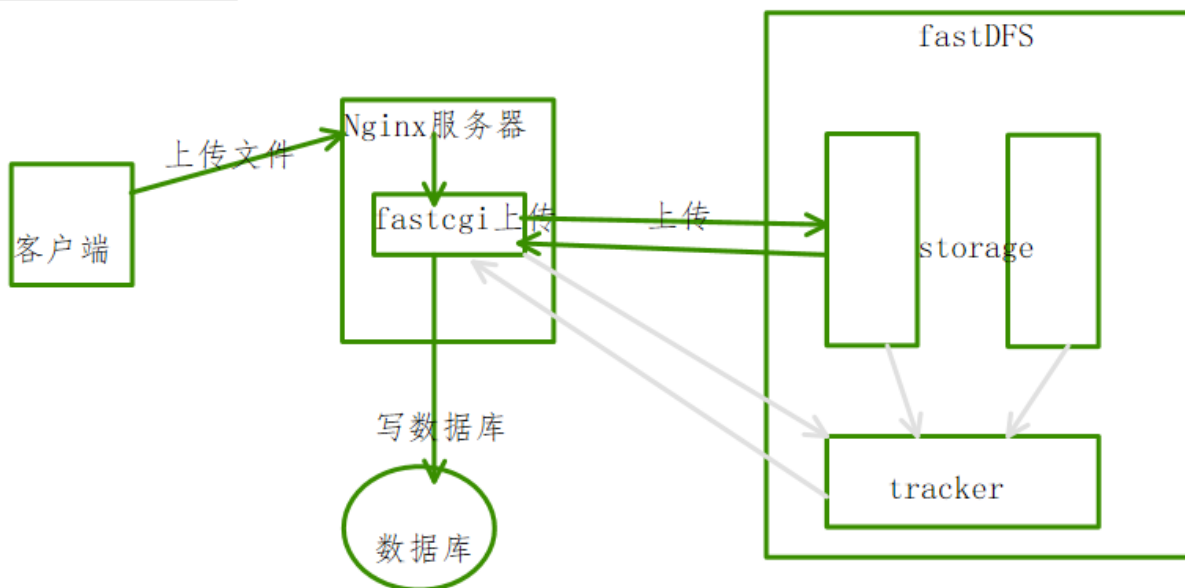 fastDFS
Nginx服务器
上传文件
客户端
fastcgi上传
上传
storage
写数据库
tracker
数据库